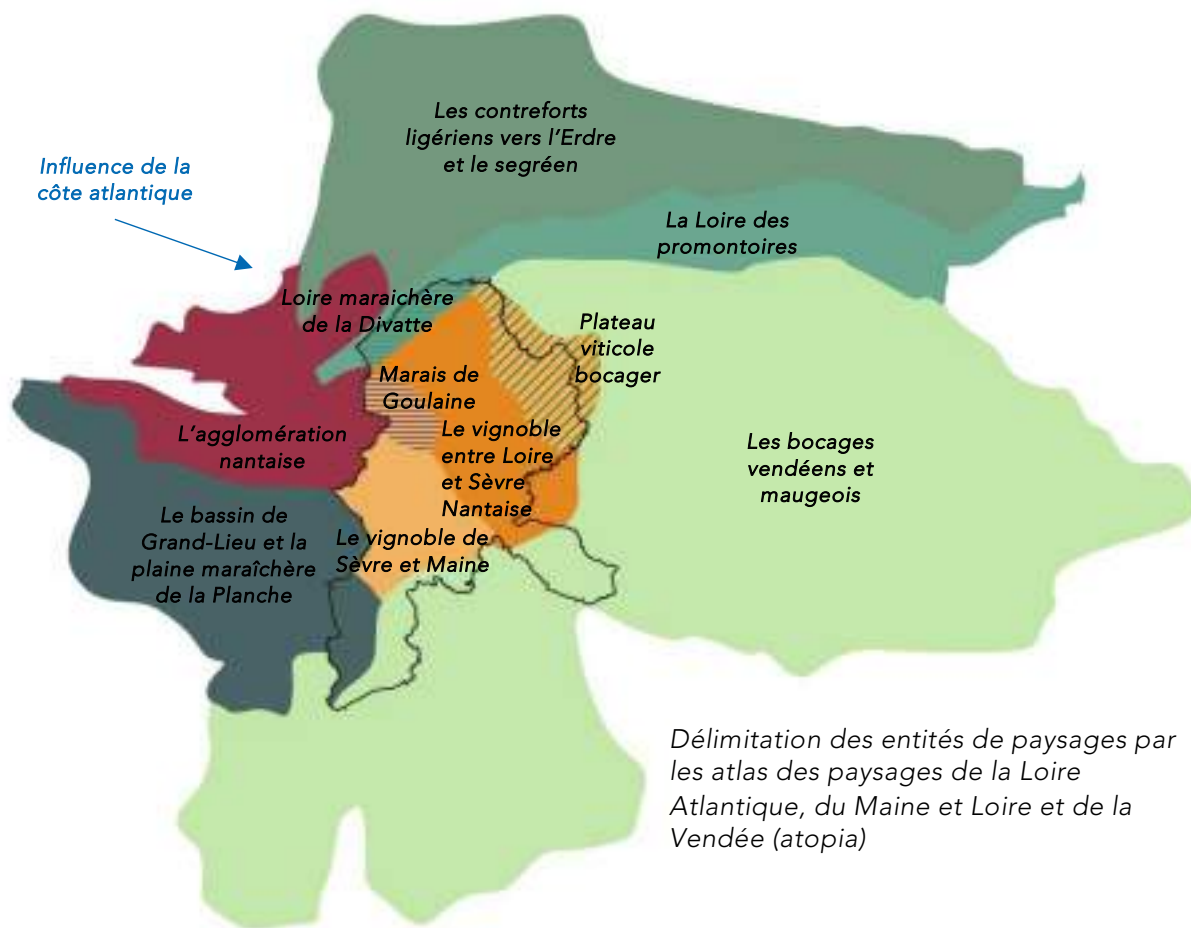 Les contreforts
ligériens vers l'Erdre
et le segréen
Influence de la
côte atlantique
La Loire des
promontoires
Loire maraichère
de la Divatte
Plateau
viticole
bocager
Marais de
Goulaine
L'agglomération
nantaise
Le vignoble
entre Loire
et Sèvre
Nantaise
Les bocages
vendéens et
maugeois
Le bassin de
Grand-Lieu et la
plaine maraîchère
de la Planche
Le vignoble de
Sèvre et Maine
Délimitation des entités de paysages par
les atlas des paysages de la Loire
Atlantique, du Maine et Loire et de la
Vendée (atopia)